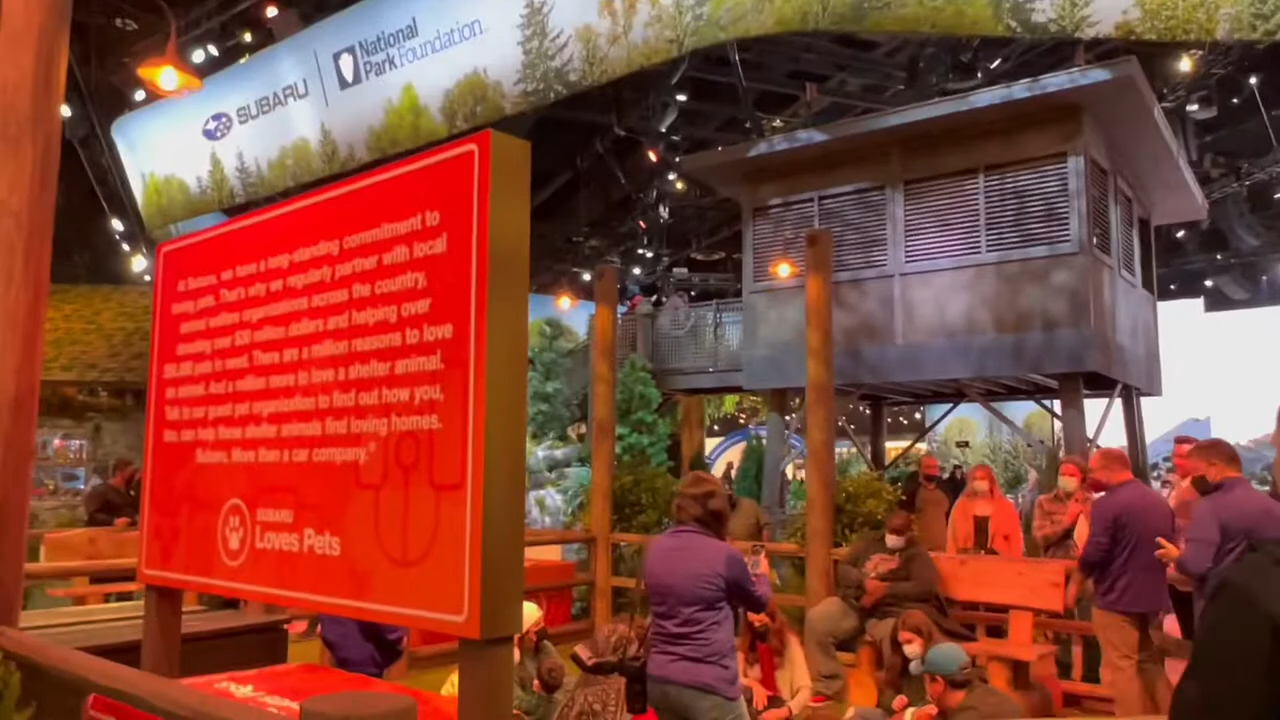 SUBARU
National
Park Foundation
At Subaru, we have a long-standing commitment to
loving pets. That's why we regularly partner with local
animal welfare organizations across the country,
donating over $30 million dollars and helping over
pets in need. There are a million reasons to love
an animal. And a million more to love a shelter animal.
Talk to our guest pet organization to find out how you,
too, can help these shelter animals find loving homes.
Subaru. More than a car company.®
SUBARU
Loves Pets